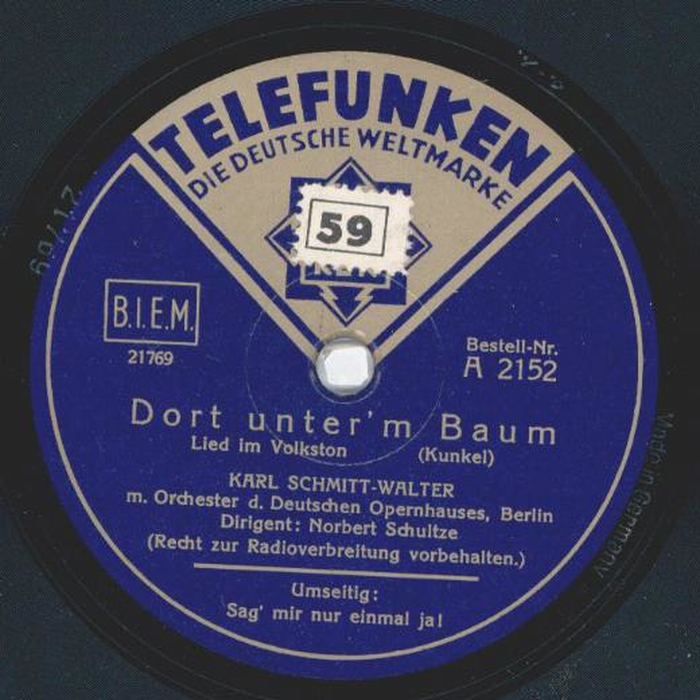 TELEFUNKEN
DIE DEUTSCHE WELTMARKE
59
B.I.E.M.
21769
Bestell-Nr.
A 2152
Dort unter'm Baum
Lied im Volkston (Kunkel)
KARL SCHMITT-WALTER
m. Orchester d. Deutschen Opernhauses, Berlin
Dirigent: Norbert Schultze
(Recht zur Radioverbreitung vorbehalten.)
Umseitig:
Sag' mir nur einmal ja!
21769
Made in Germany